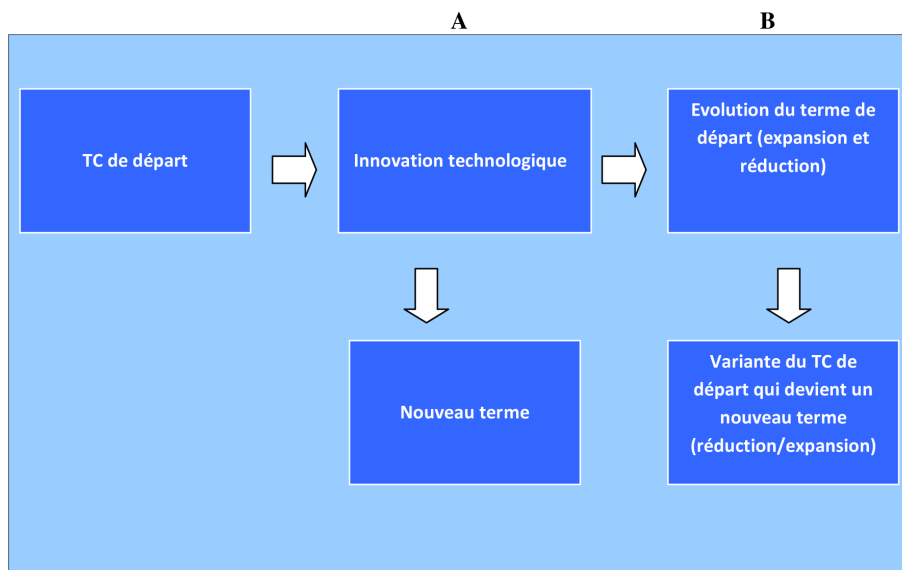 A
B
TC de départ
Innovation technologique
Evolution du terme de
départ (expansion et
réduction)
Nouveau terme
Variante du TC de
départ qui devient un
nouveau terme
(réduction/expansion)